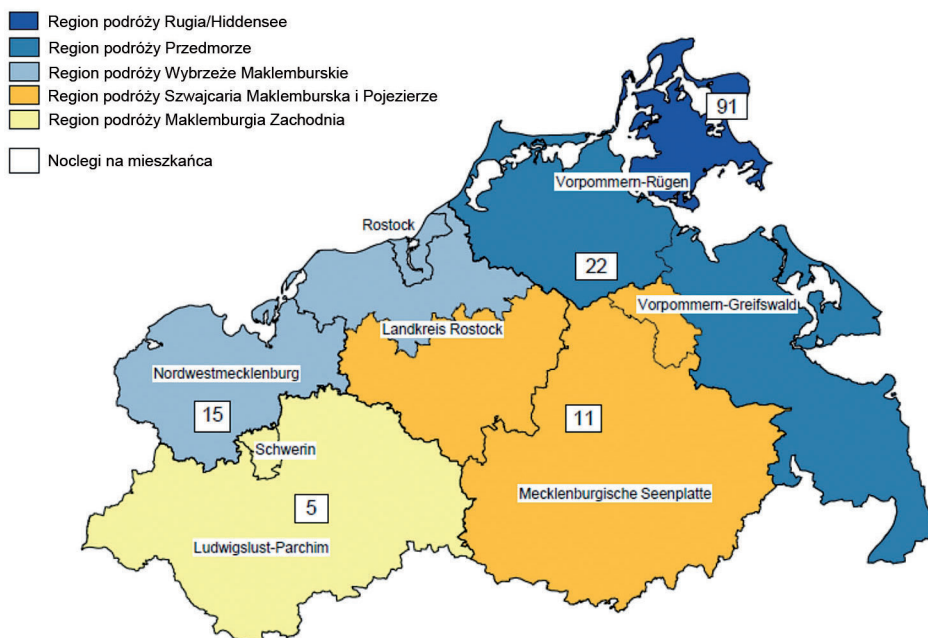 Region podróży Rugia/Hiddensee
Region podróży Przedmorze
Region podróży Wybrzeże Maklemburskie
Region podróży Szwajcaria Maklemburska i Pojezierze
Region podróży Maklemburgia Zachodnia
Noclegi na mieszkańca
91
Vorpommern-Rügen
Rostock
22
Vorpommern-Greifswald
Landkreis Rostock
Nordwestmecklenburg
15
11
Schwerin
Mecklenburgische Seenplatte
5
Ludwigslust-Parchim